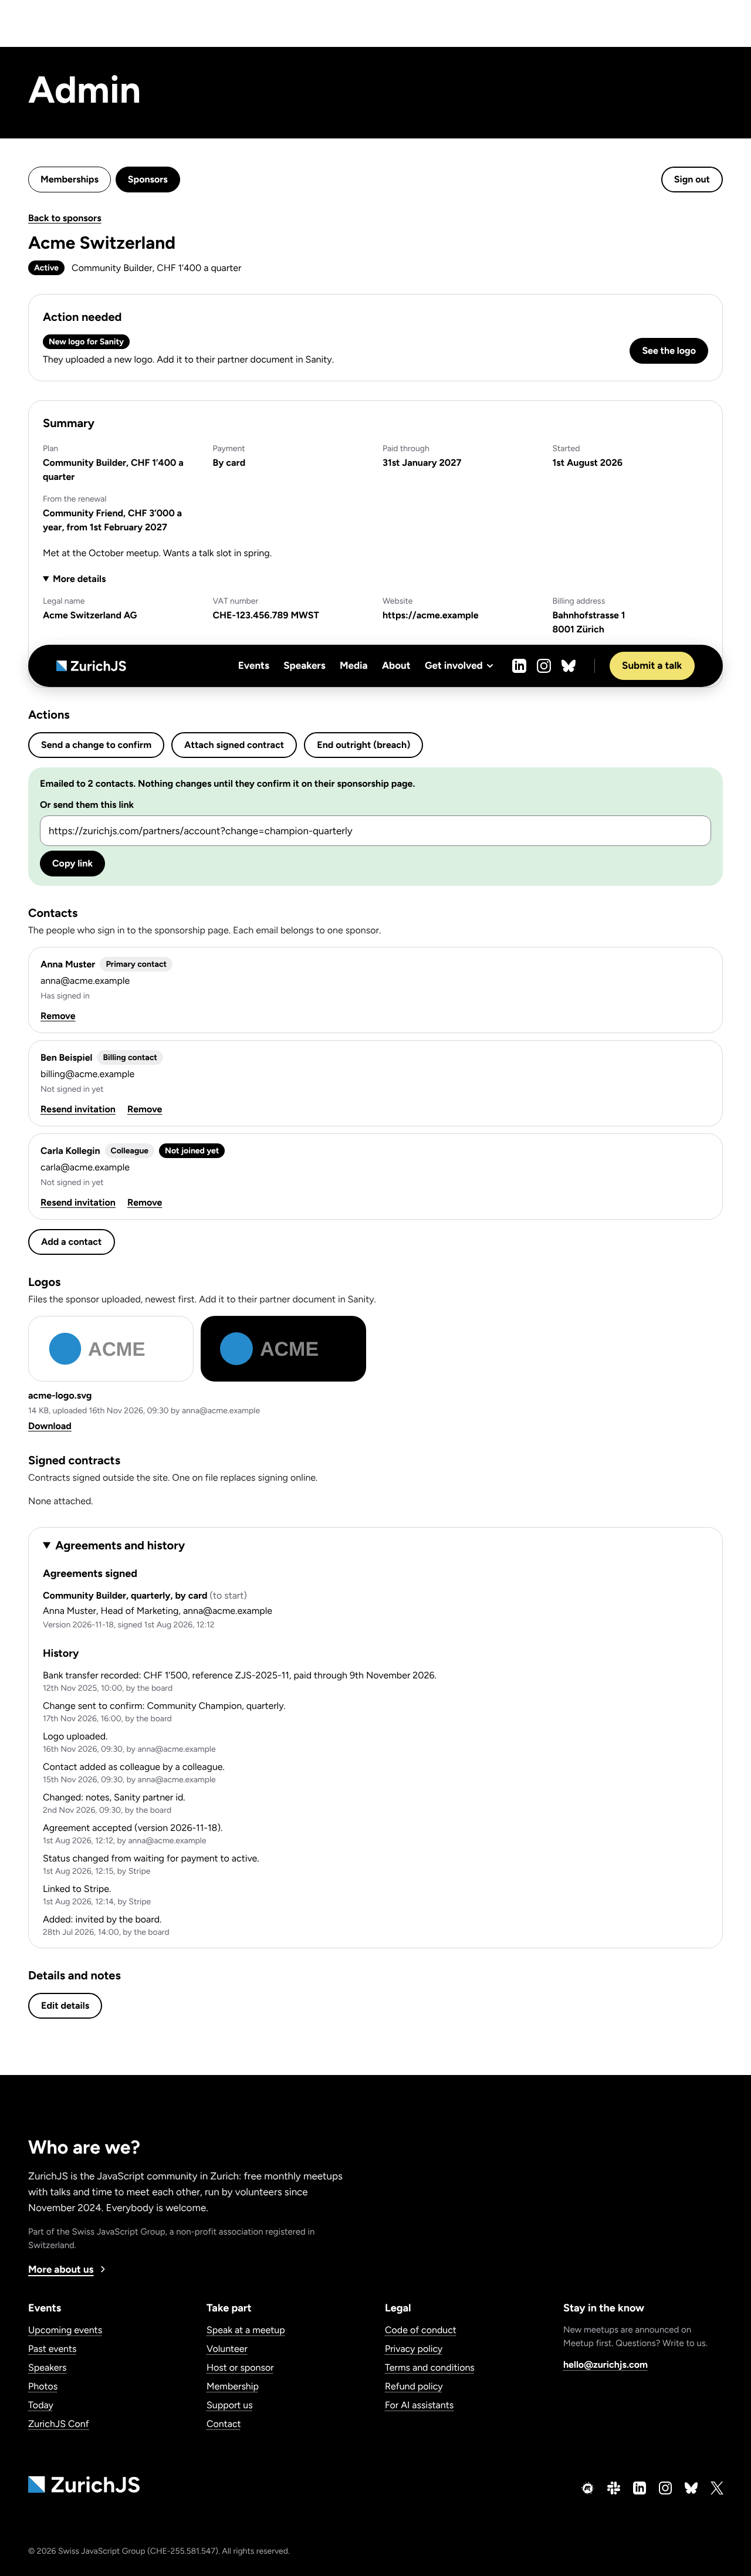 Admin
Memberships
Sponsors
Sign out
Back to sponsors
Acme Switzerland
Active
Community Builder, CHF 1'400 a quarter
Action needed
New logo for Sanity
They uploaded a new logo. Add it to their partner document in Sanity.
See the logo
Summary
Plan
Community Builder, CHF 1'400 a
quarter
Payment
By card
Paid through
31st January 2027
Started
1st August 2026
From the renewal
Community Friend, CHF 3'000 a
year, from 1st February 2027
Met at the October meetup. Wants a talk slot in spring.
More details
Legal name
Acme Switzerland AG
VAT number
CHE-123.456.789 MWST
Website
https://acme.example
Billing address
Bahnhofstrasse 1
8001 Zürich
ZurichJS
Events
Speakers
Media
About
Get involved
Submit a talk
Actions
Send a change to confirm
Attach signed contract
End outright (breach)
Emailed to 2 contacts. Nothing changes until they confirm it on their sponsorship page.
Or send them this link
https://zurichjs.com/partners/account?change=champion-quarterly
Copy link
Contacts
The people who sign in to the sponsorship page. Each email belongs to one sponsor.
Anna Muster Primary contact
anna@acme.example
Has signed in
Remove
Ben Beispiel Billing contact
billing@acme.example
Not signed in yet
Resend invitation Remove
Carla Kollegin Colleague Not joined yet
carla@acme.example
Not signed in yet
Resend invitation Remove
Add a contact
Logos
Files the sponsor uploaded, newest first. Add it to their partner document in Sanity.
ACME
ACME
acme-logo.svg
14 KB, uploaded 16th Nov 2026, 09:30 by anna@acme.example
Download
Signed contracts
Contracts signed outside the site. One on file replaces signing online.
None attached.
Agreements and history
Agreements signed
Community Builder, quarterly, by card (to start)
Anna Muster, Head of Marketing, anna@acme.example
Version 2026-11-18, signed 1st Aug 2026, 12:12
History
Bank transfer recorded: CHF 1'500, reference ZJS-2025-11, paid through 9th November 2026.
12th Nov 2025, 10:00, by the board
Change sent to confirm: Community Champion, quarterly.
17th Nov 2026, 16:00, by the board
Logo uploaded.
16th Nov 2026, 09:30, by anna@acme.example
Contact added as colleague by a colleague.
15th Nov 2026, 09:30, by anna@acme.example
Changed: notes, Sanity partner id.
2nd Nov 2026, 09:30, by the board
Agreement accepted (version 2026-11-18).
1st Aug 2026, 12:12, by anna@acme.example
Status changed from waiting for payment to active.
1st Aug 2026, 12:15, by Stripe
Linked to Stripe.
1st Aug 2026, 12:14, by Stripe
Added: invited by the board.
28th Jul 2026, 14:00, by the board
Details and notes
Edit details
Who are we?
ZurichJS is the JavaScript community in Zurich: free monthly meetups
with talks and time to meet each other, run by volunteers since
November 2024. Everybody is welcome.
Part of the Swiss JavaScript Group, a non-profit association registered in
Switzerland.
More about us
Events
Upcoming events
Past events
Speakers
Photos
Today
ZurichJS Conf
Take part
Speak at a meetup
Volunteer
Host or sponsor
Membership
Support us
Contact
Legal
Code of conduct
Privacy policy
Terms and conditions
Refund policy
For AI assistants
Stay in the know
New meetups are announced on
Meetup first. Questions? Write to us.
hello@zurichjs.com
ZurichJS
© 2026 Swiss JavaScript Group (CHE-255.581.547). All rights reserved.